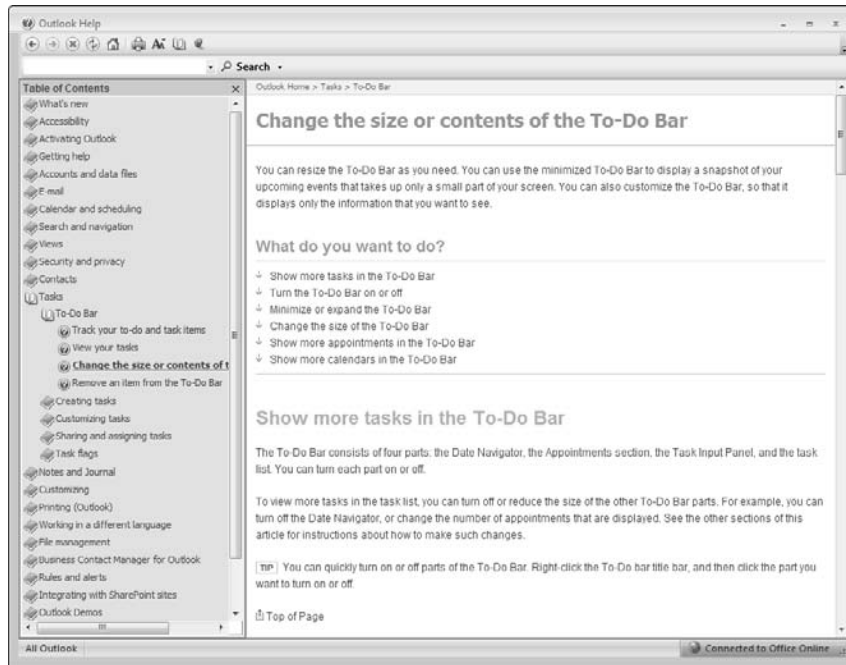 Outlook Help
Search
Table of Contents
What's new
Accessibility
Activating Outlook
Getting help
Accounts and data files
E-mail
Calendar and scheduling
Search and navigation
Views
Security and privacy
Contacts
Tasks
To-Do Bar
Track your to-do and task items
View your tasks
Change the size or contents of t
Remove an item from the To-Do Bar
Creating tasks
Customizing tasks
Sharing and assigning tasks
Task flags
Notes and Journal
Customizing
Printing (Outlook)
Working in a different language
File management
Business Contact Manager for Outlook
Rules and alerts
Integrating with SharePoint sites
Outlook Demos
Outlook Home > Tasks > To-Do Bar
Change the size or contents of the To-Do Bar
You can resize the To-Do Bar as you need. You can use the minimized To-Do Bar to display a snapshot of your
upcoming events that takes up only a small part of your screen. You can also customize the To-Do Bar, so that it
displays only the information that you want to see.
What do you want to do?
Show more tasks in the To-Do Bar
Turn the To-Do Bar on or off
Minimize or expand the To-Do Bar
Change the size of the To-Do Bar
Show more appointments in the To-Do Bar
Show more calendars in the To-Do Bar
Show more tasks in the To-Do Bar
The To-Do Bar consists of four parts: the Date Navigator, the Appointments section, the Task Input Panel, and the task
list. You can turn each part on or off.
To view more tasks in the task list, you can turn off or reduce the size of the other To-Do Bar parts. For example, you can
turn off the Date Navigator, or change the number of appointments that are displayed. See the other sections of this
article for instructions about how to make such changes.
TIP You can quickly turn on or off parts of the To-Do Bar. Right-click the To-Do bar title bar, and then click the part you
want to turn on or off.
Top of Page
All Outlook
Connected to Office Online